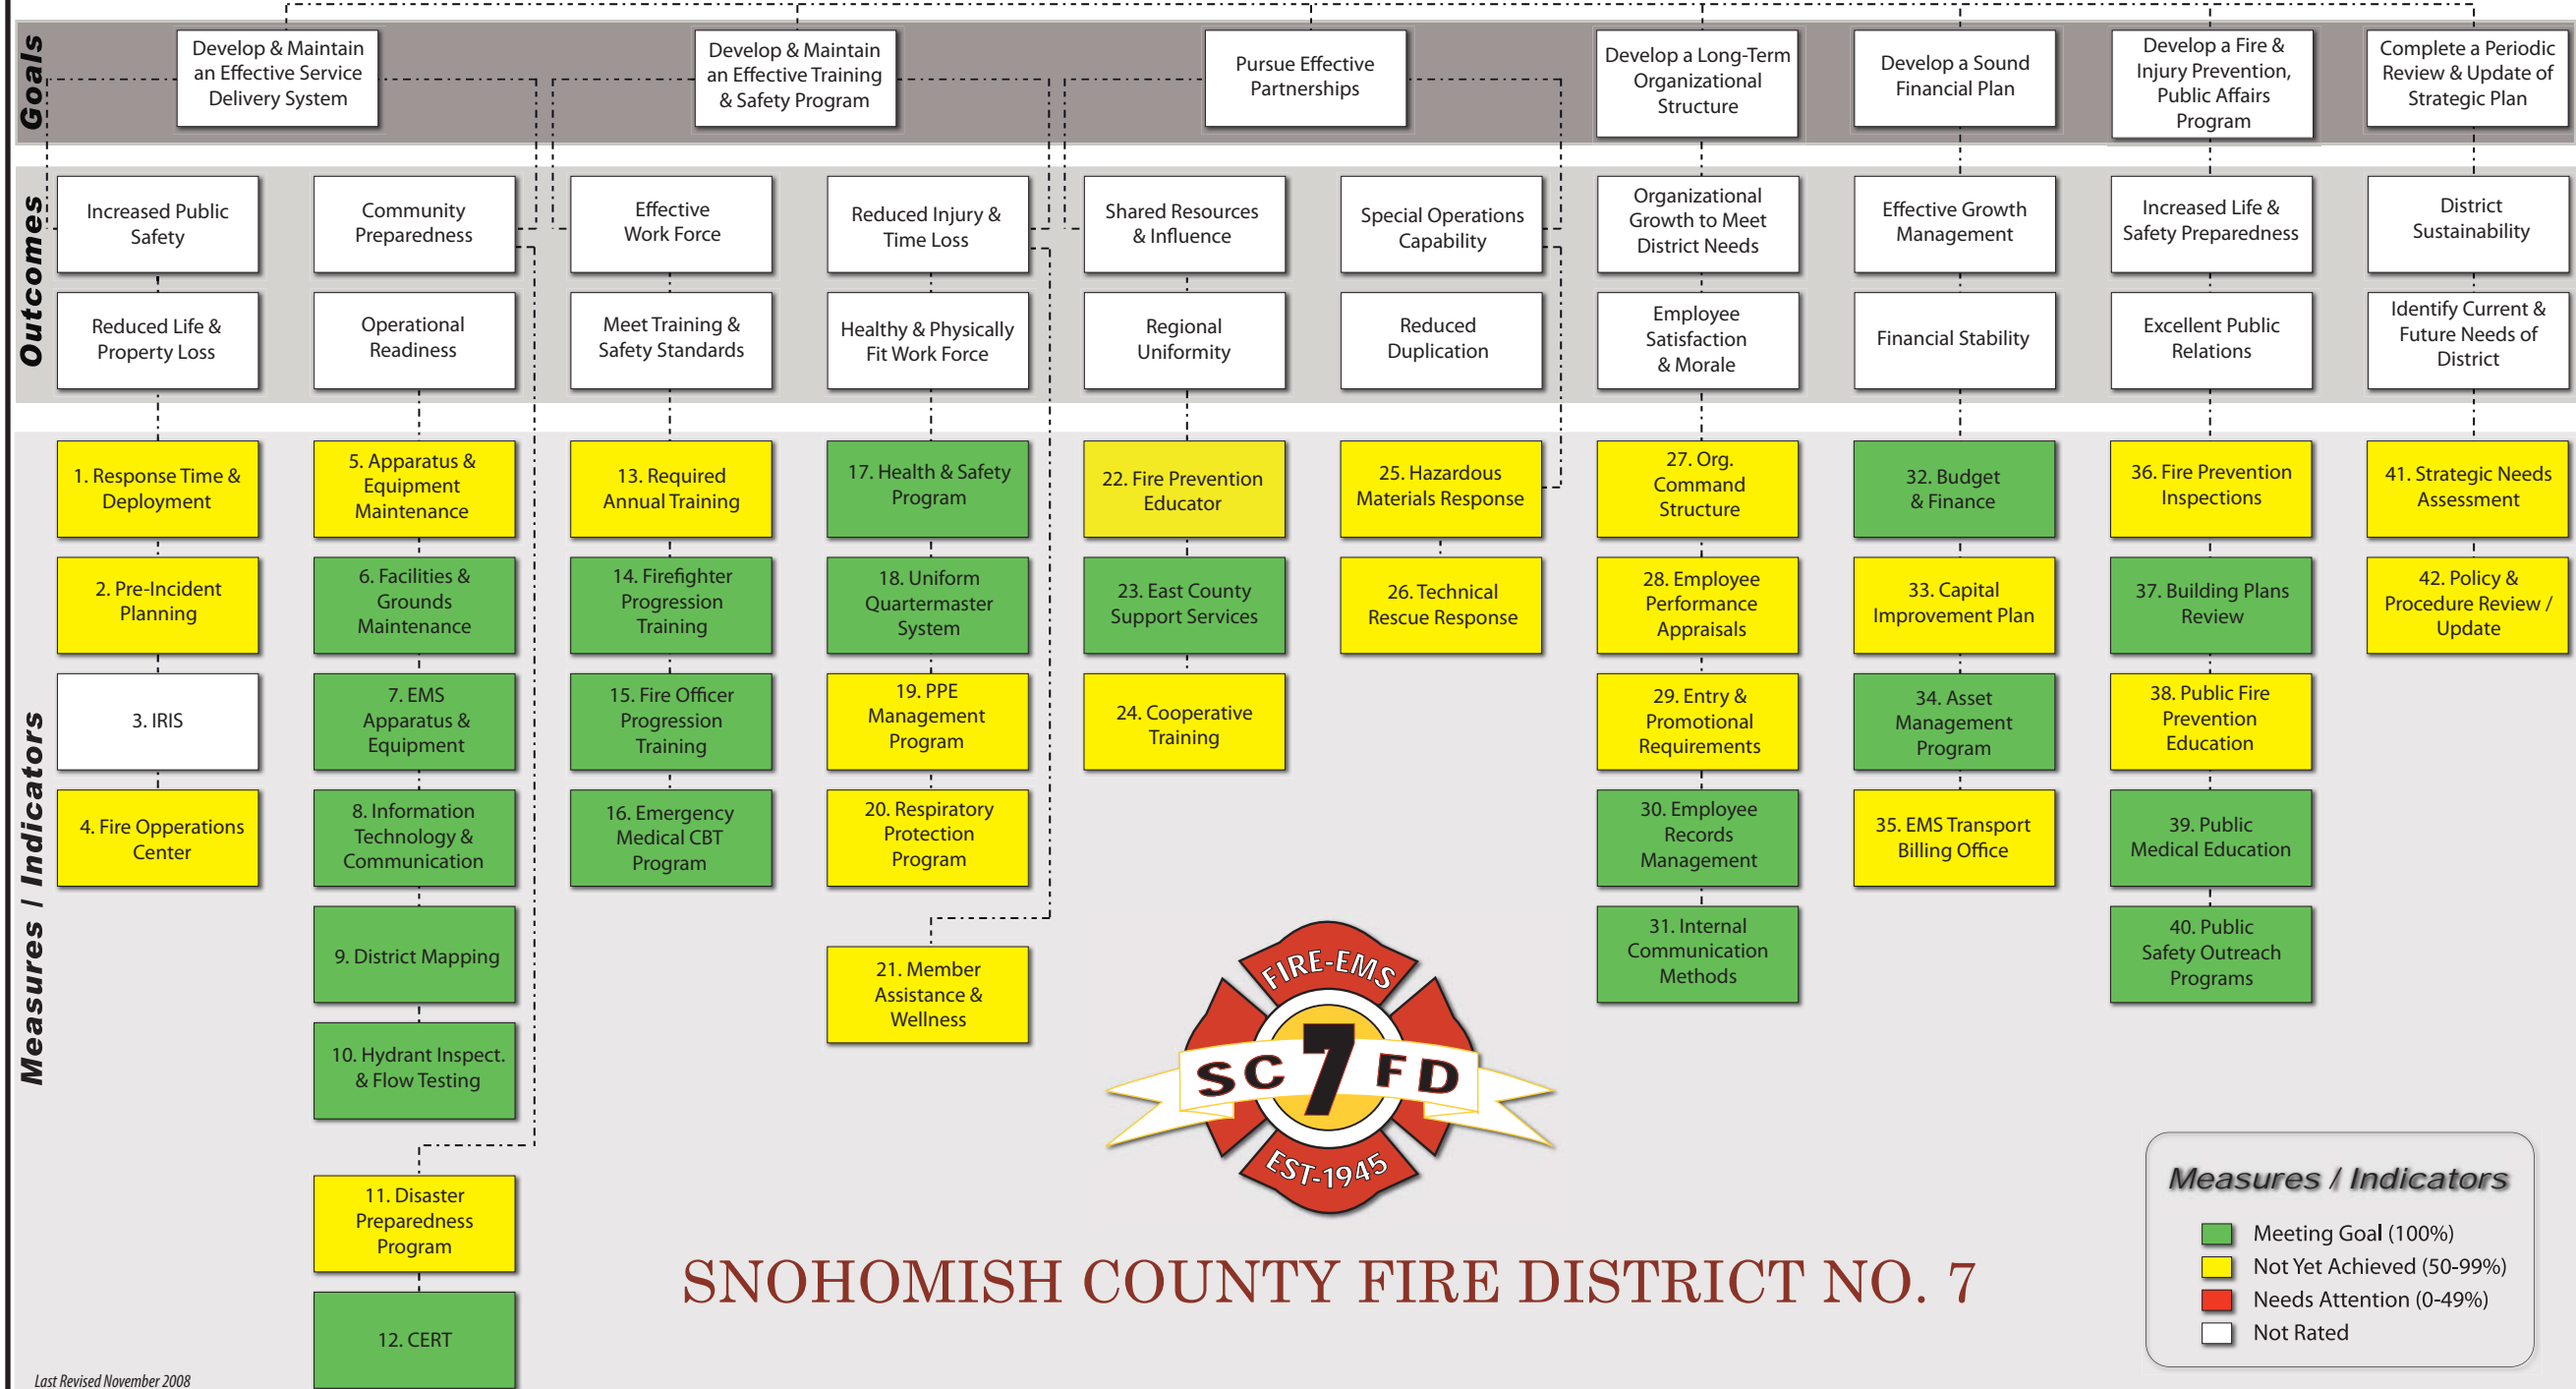 Goals
Develop & Maintain
an Effective Service
Delivery System
Develop & Maintain
an Effective Training
& Safety Program
Pursue Effective
Partnerships
Develop a Long-Term
Organizational
Structure
Develop a Sound
Financial Plan
Develop a Fire &
Injury Prevention,
Public Affairs
Program
Complete a Periodic
Review & Update of
Strategic Plan
Outcomes
Increased Public
Safety
Community
Preparedness
Effective
Work Force
Reduced Injury &
Time Loss
Shared Resources
& Influence
Special Operations
Capability
Organizational
Growth to Meet
District Needs
Effective Growth
Management
Increased Life &
Safety Preparedness
District
Sustainability
Reduced Life &
Property Loss
Operational
Readiness
Meet Training &
Safety Standards
Healthy & Physically
Fit Work Force
Regional
Uniformity
Reduced
Duplication
Employee
Satisfaction
& Morale
Financial Stability
Excellent Public
Relations
Identify Current &
Future Needs of
District
Measures / Indicators
1. Response Time &
Deployment
2. Pre-Incident
Planning
3. IRIS
4. Fire Opperations
Center
5. Apparatus &
Equipment
Maintenance
6. Facilities &
Grounds
Maintenance
7. EMS
Apparatus &
Equipment
8. Information
Technology &
Communication
9. District Mapping
10. Hydrant Inspect.
& Flow Testing
11. Disaster
Preparedness
Program
12. CERT
13. Required
Annual Training
14. Firefighter
Progression
Training
15. Fire Officer
Progression
Training
16. Emergency
Medical CBT
Program
17. Health & Safety
Program
18. Uniform
Quartermaster
System
19. PPE
Management
Program
20. Respiratory
Protection
Program
21. Member
Assistance &
Wellness
22. Fire Prevention
Educator
23. East County
Support Services
24. Cooperative
Training
25. Hazardous
Materials Response
26. Technical
Rescue Response
27. Org.
Command
Structure
28. Employee
Performance
Appraisals
29. Entry &
Promotional
Requirements
30. Employee
Records
Management
31. Internal
Communication
Methods
32. Budget
& Finance
33. Capital
Improvement Plan
34. Asset
Management
Program
35. EMS Transport
Billing Office
36. Fire Prevention
Inspections
37. Building Plans
Review
38. Public Fire
Prevention
Education
39. Public
Medical Education
40. Public
Safety Outreach
Programs
41. Strategic Needs
Assessment
42. Policy &
Procedure Review /
Update
FIRE-EMS
SC 7 FD
EST-1945
SNOHOMISH COUNTY FIRE DISTRICT NO. 7
Measures / Indicators
Meeting Goal (100%)
Not Yet Achieved (50-99%)
Needs Attention (0-49%)
Not Rated
Last Revised November 2008